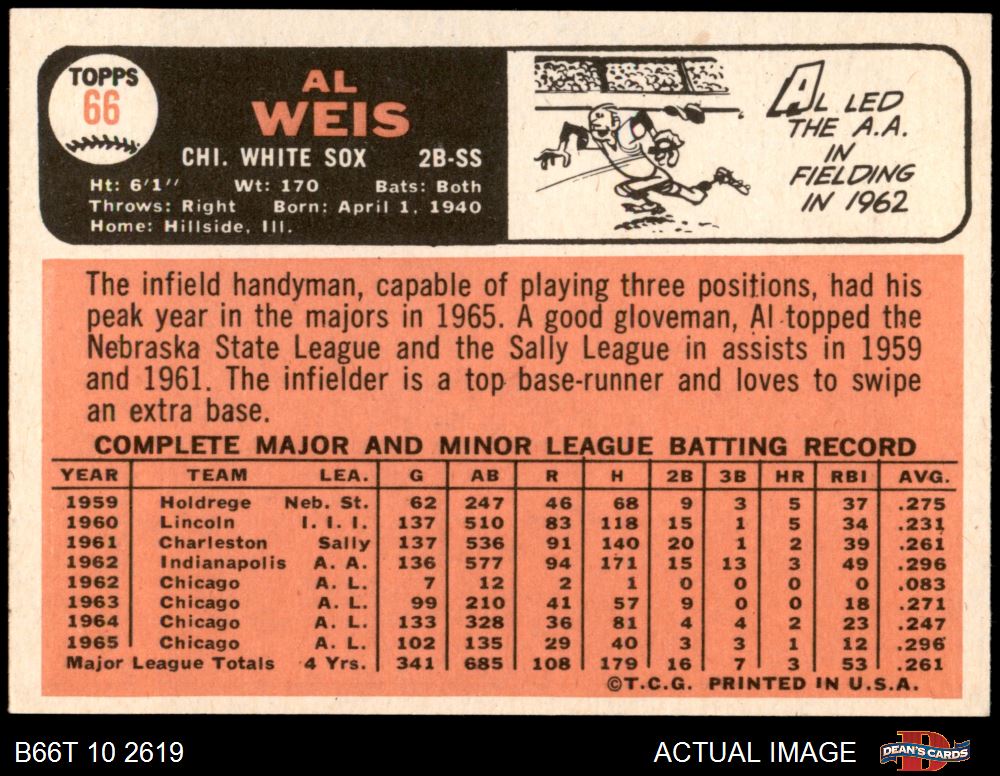 TOPPS
66
AL
WEIS
CHI. WHITE SOX 2B-SS
Ht: 6'1'' Wt: 170 Bats: Both
Throws: Right Born: April 1, 1940
Home: Hillside, Ill.
AL LED
THE A.A.
IN
FIELDING
IN 1962
The infield handyman, capable of playing three positions, had his
peak year in the majors in 1965. A good gloveman, Al topped the
Nebraska State League and the Sally League in assists in 1959
and 1961. The infielder is a top base-runner and loves to swipe
an extra base.
COMPLETE MAJOR AND MINOR LEAGUE BATTING RECORD
YEAR TEAM LEA. G AB R H 2B 3B HR RBI AVG.
1959 Holdrege Neb. St. 62 247 46 68 9 3 5 37 .275
1960 Lincoln I. I. I. 137 510 83 118 15 1 5 34 .231
1961 Charleston Sally 137 536 91 140 20 1 2 39 .261
1962 Indianapolis A. A. 136 577 94 171 15 13 3 49 .296
1962 Chicago A. L. 7 12 2 1 0 0 0 0 .083
1963 Chicago A. L. 99 210 41 57 9 0 0 18 .271
1964 Chicago A. L. 133 328 36 81 4 4 2 23 .247
1965 Chicago A. L. 102 135 29 40 3 3 1 12 .296
Major League Totals 4 Yrs. 341 685 108 179 16 7 3 53 .261
©T.C.G. PRINTED IN U.S.A.
B66T 10 2619 ACTUAL IMAGE DEAN'S CARDS